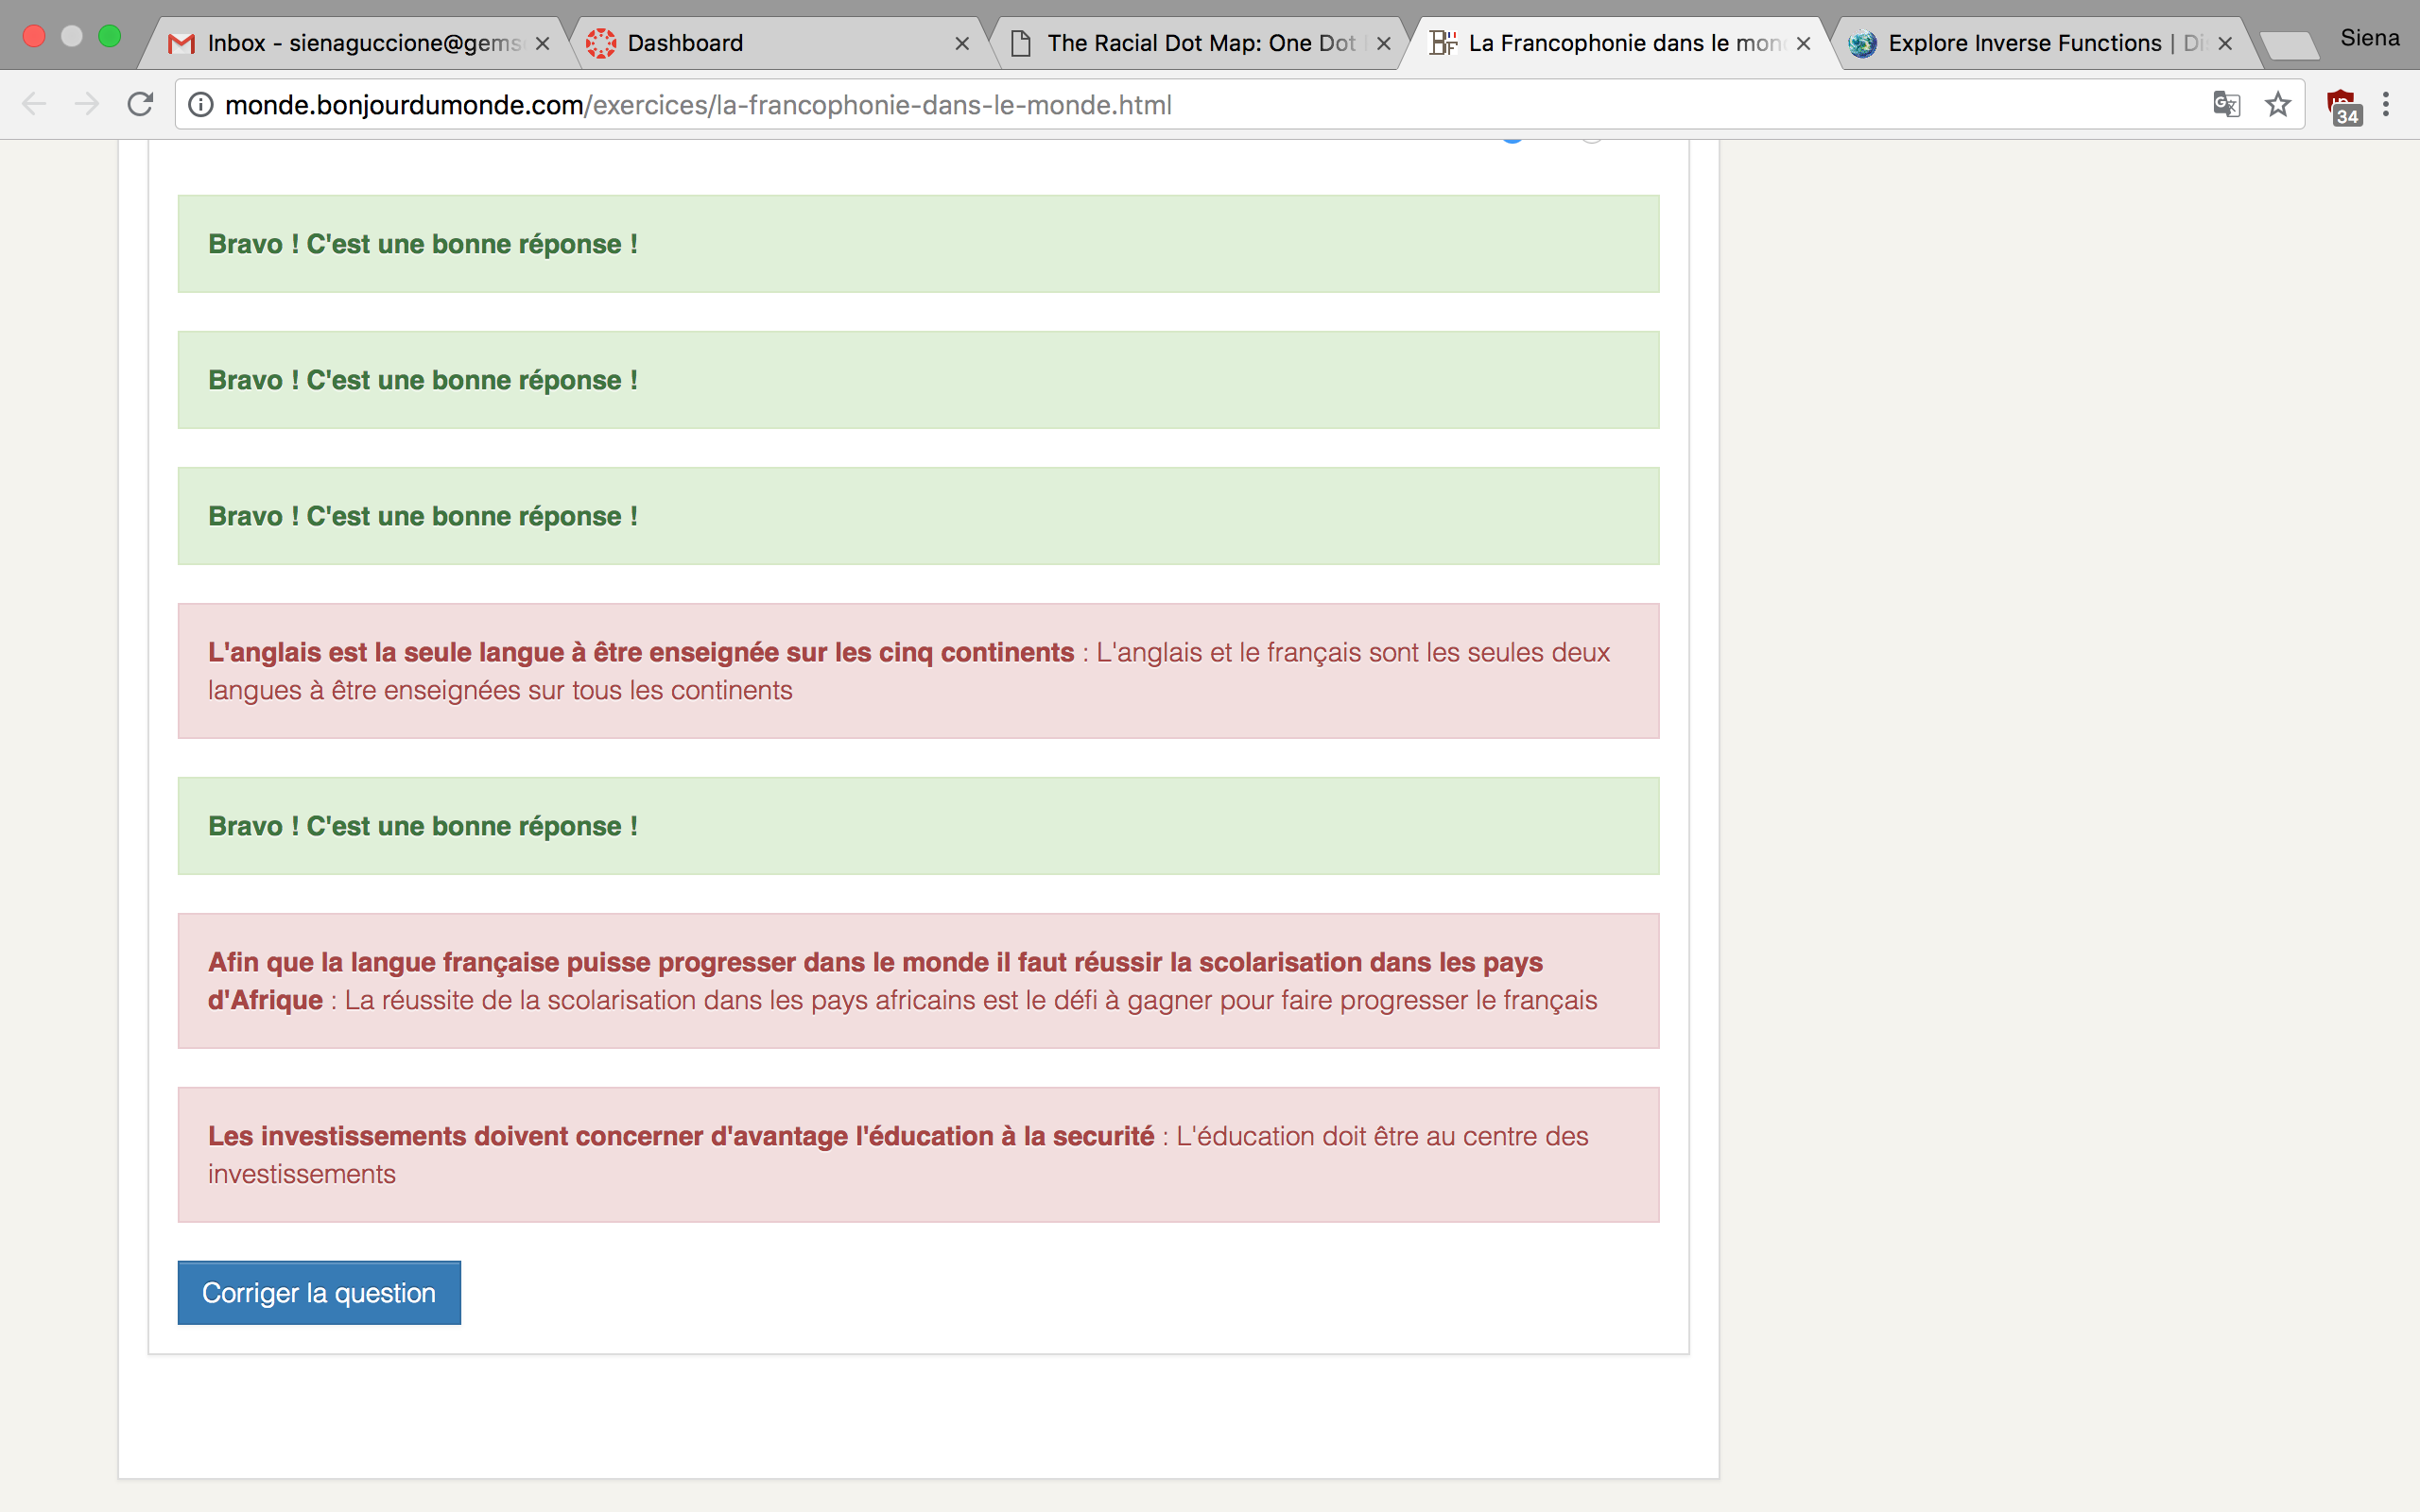 Inbox - sienaguccione@gems
Dashboard
The Racial Dot Map: One Dot
La Francophonie dans le mon
Explore Inverse Functions | Di
Siena
monde.bonjourdumonde.com/exercices/la-francophonie-dans-le-monde.html
34
Bravo ! C'est une bonne réponse !
Bravo ! C'est une bonne réponse !
Bravo ! C'est une bonne réponse !
L'anglais est la seule langue à être enseignée sur les cinq continents : L'anglais et le français sont les seules deux
langues à être enseignées sur tous les continents
Bravo ! C'est une bonne réponse !
Afin que la langue française puisse progresser dans le monde il faut réussir la scolarisation dans les pays
d'Afrique : La réussite de la scolarisation dans les pays africains est le défi à gagner pour faire progresser le français
Les investissements doivent concerner d'avantage l'éducation à la securité : L'éducation doit être au centre des
investissements
Corriger la question